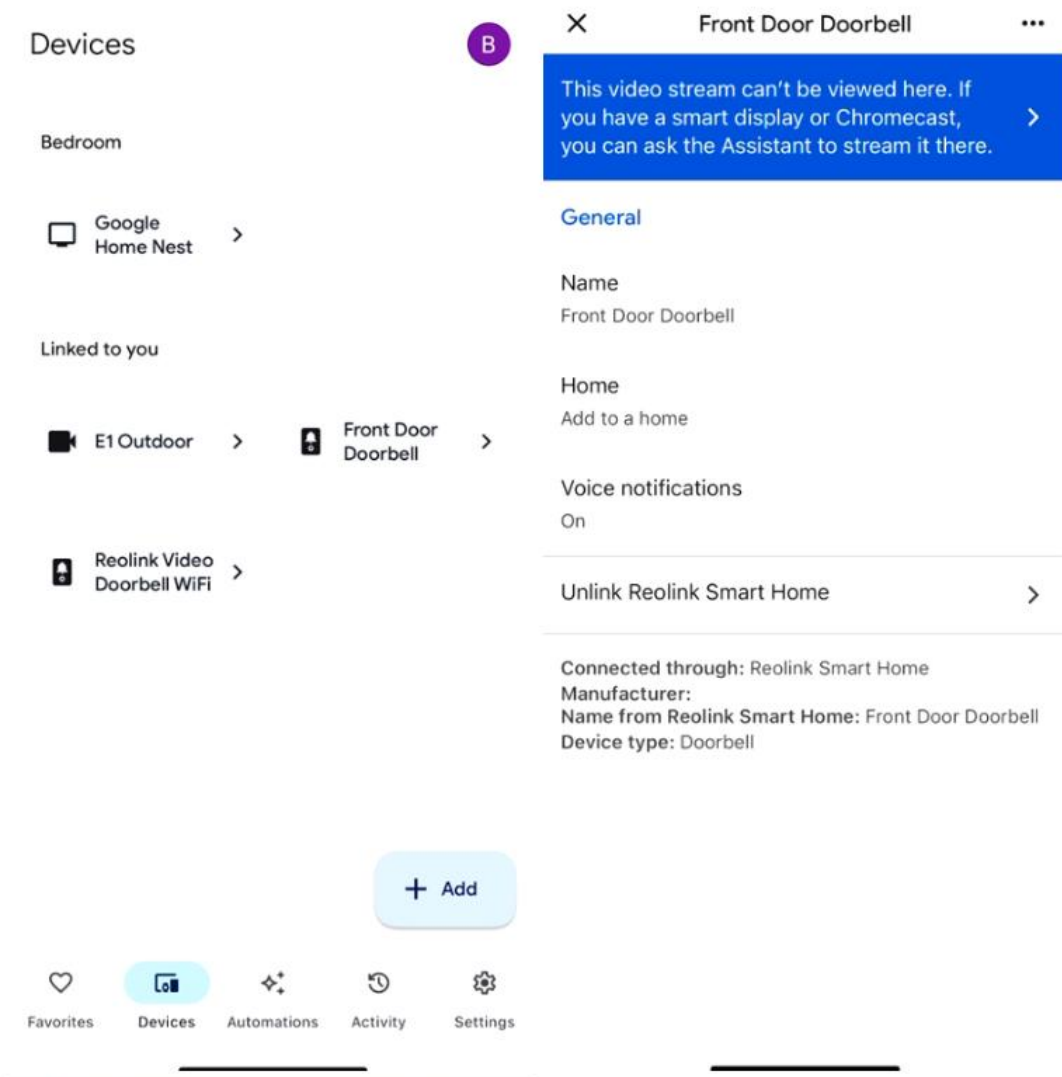 Devices
B
Bedroom
Google
Home Nest
Linked to you
E1 Outdoor
Front Door
Doorbell
Reolink Video
Doorbell WiFi
+ Add
Favorites
Devices
Automations
Activity
Settings
Front Door Doorbell
This video stream can't be viewed here. If
you have a smart display or Chromecast,
you can ask the Assistant to stream it there.
General
Name
Front Door Doorbell
Home
Add to a home
Voice notifications
On
Unlink Reolink Smart Home
Connected through: Reolink Smart Home
Manufacturer:
Name from Reolink Smart Home: Front Door Doorbell
Device type: Doorbell